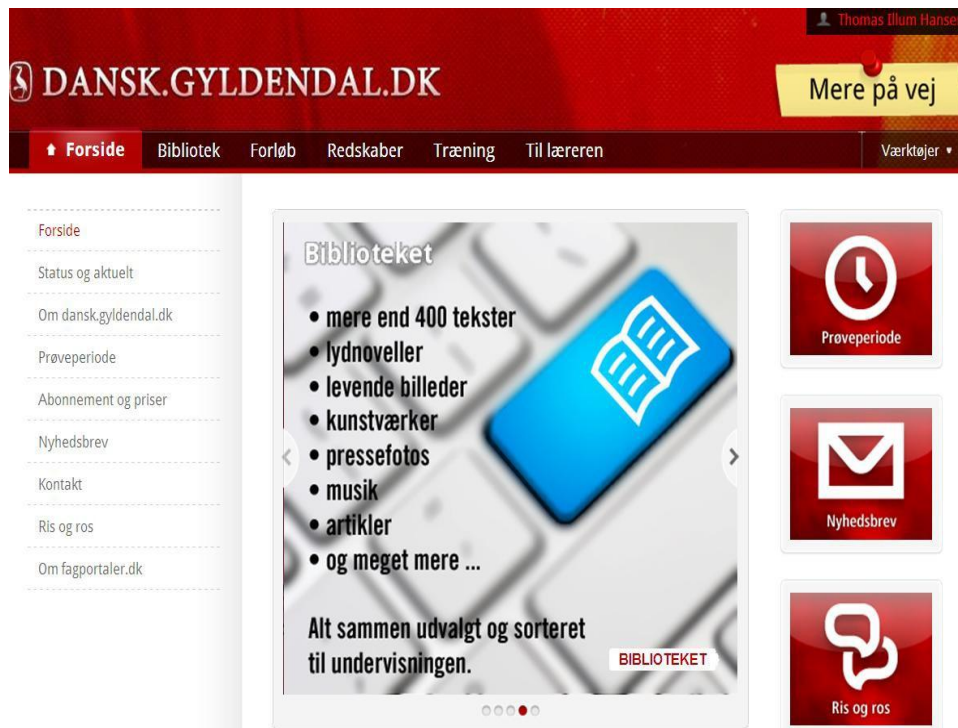 Thomas Illum Hanse
DANSK.GYLDENDAL.DK
Mere på vej
Forside Bibliotek Forløb Redskaber Træning Til læreren Værktøjer
Forside
Status og aktuelt
Om dansk.gyldendal.dk
Prøveperiode
Abonnement og priser
Nyhedsbrev
Kontakt
Ris og ros
Om fagportaler.dk
Biblioteket
• mere end 400 tekster
• lydnoveller
• levende billeder
• kunstværker
• pressefotos
• musik
• artikler
• og meget mere ...
Alt sammen udvalgt og sorteret
til undervisningen.
BIBLIOTEKET
Prøveperiode
Nyhedsbrev
Ris og ros